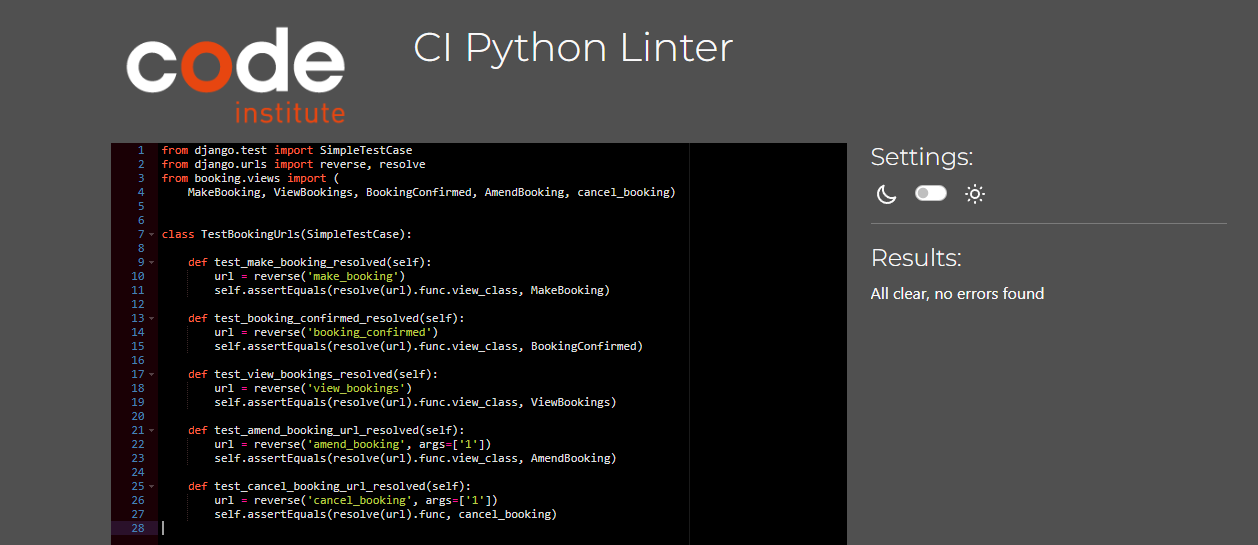 code
institute
CI Python Linter
1 from django.test import SimpleTestCase
2 from django.urls import reverse, resolve
3 from booking.views import (
4     MakeBooking, ViewBookings, BookingConfirmed, AmendBooking, cancel_booking)
5
6
7 class TestBookingUrls(SimpleTestCase):
8
9     def test_make_booking_resolved(self):
10         url = reverse('make_booking')
11         self.assertEquals(resolve(url).func.view_class, MakeBooking)
12
13     def test_booking_confirmed_resolved(self):
14         url = reverse('booking_confirmed')
15         self.assertEquals(resolve(url).func.view_class, BookingConfirmed)
16
17     def test_view_bookings_resolved(self):
18         url = reverse('view_bookings')
19         self.assertEquals(resolve(url).func.view_class, ViewBookings)
20
21     def test_amend_booking_url_resolved(self):
22         url = reverse('amend_booking', args=['1'])
23         self.assertEquals(resolve(url).func.view_class, AmendBooking)
24
25     def test_cancel_booking_url_resolved(self):
26         url = reverse('cancel_booking', args=['1'])
27         self.assertEquals(resolve(url).func, cancel_booking)
28
Settings:
Results:
All clear, no errors found